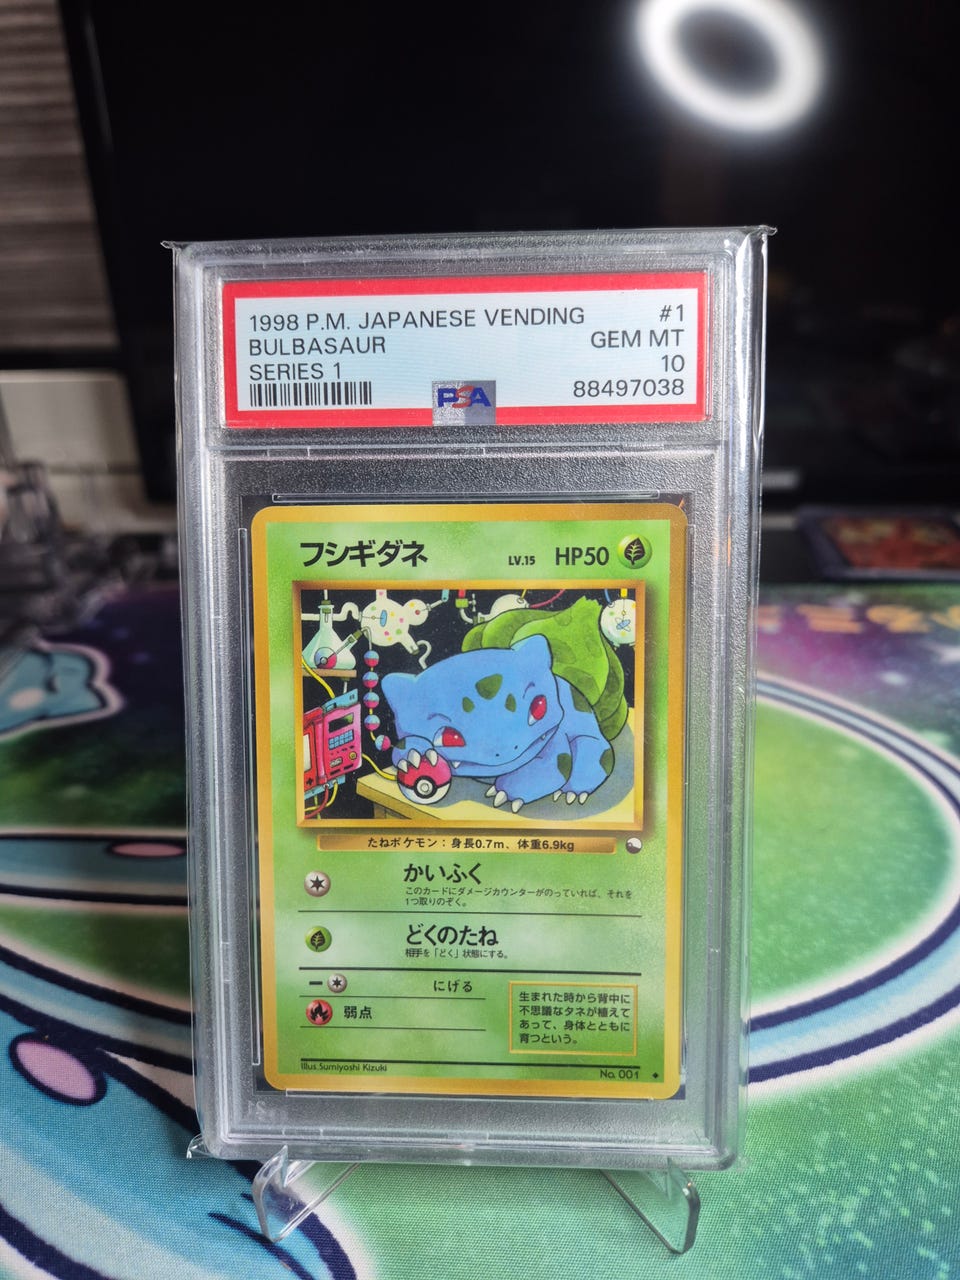 1998 P.M. JAPANESE VENDING #1
BULBASAUR GEM MT
SERIES 1 10
PSA 88497038
フシギダネ LV.15 HP50
たねポケモン：身長0.7m、体重6.9kg
かいふく
このカードにダメージカウンターがのっていれば、それを
1つ取りのぞく。
どくのたね
相手を「どく」状態にする。
にげる
弱点
生まれた時から背中に
不思議なタネが植えて
あって、身体とともに
育つという。
Illus.Sumiyoshi Kizuki No. 001